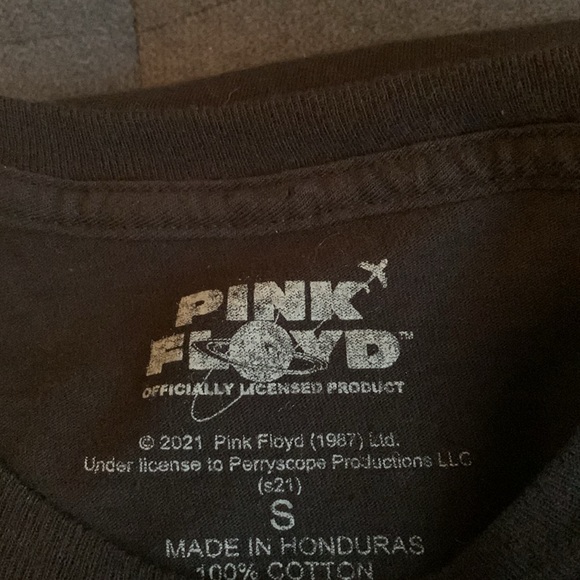 PINK
FLOYD™
OFFICIALLY LICENSED PRODUCT
© 2021 Pink Floyd (1987) Ltd.
Under license to Perryscope Productions LLC
(s21)
S
MADE IN HONDURAS
100% COTTON